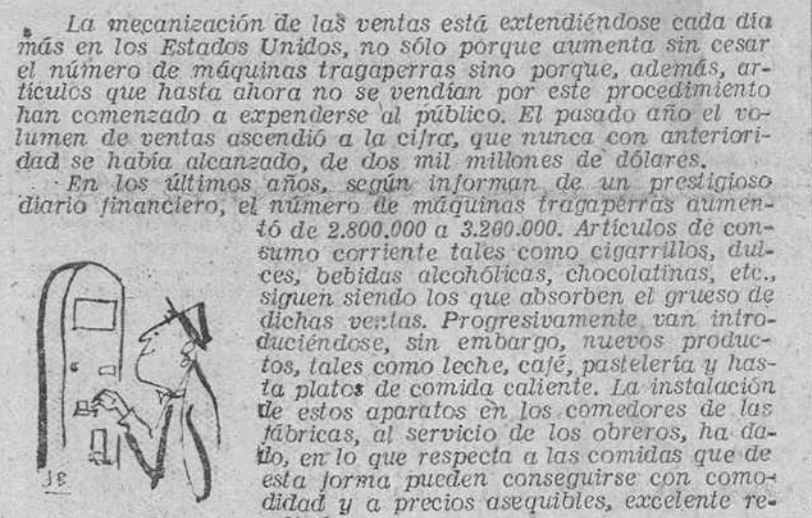 La mecanización de las ventas está extendiéndose cada día
más en los Estados Unidos, no sólo porque aumenta sin cesar
el número de máquinas tragaperras sino porque, además, ar-
tículos que hasta ahora no se vendían por este procedimiento
han comenzado a expenderse al público. El pasado año el vo-
lumen de ventas ascendió a la cifra, que nunca con anteriori-
dad se había alcanzado, de dos mil millones de dólares.
En los últimos años, según informan de un prestigioso
diario financiero, el número de máquinas tragaperras aumen-
tó de 2.800.000 a 3.200.000. Artículos de con-
sumo corriente tales como cigarrillos, dul-
ces, bebidas alcohólicas, chocolatinas, etc.,
siguen siendo los que absorben el grueso de
dichas ventas. Progresivamente van intro-
duciéndose, sin embargo, nuevos produc-
tos, tales como leche, café, pastelería y has-
ta platos de comida caliente. La instalación
de estos aparatos en los comedores de las
fábricas, al servicio de los obreros, ha da-
do, en lo que respecta a las comidas que de
esta forma pueden conseguirse con como-
didad y a precios asequibles, excelente re-